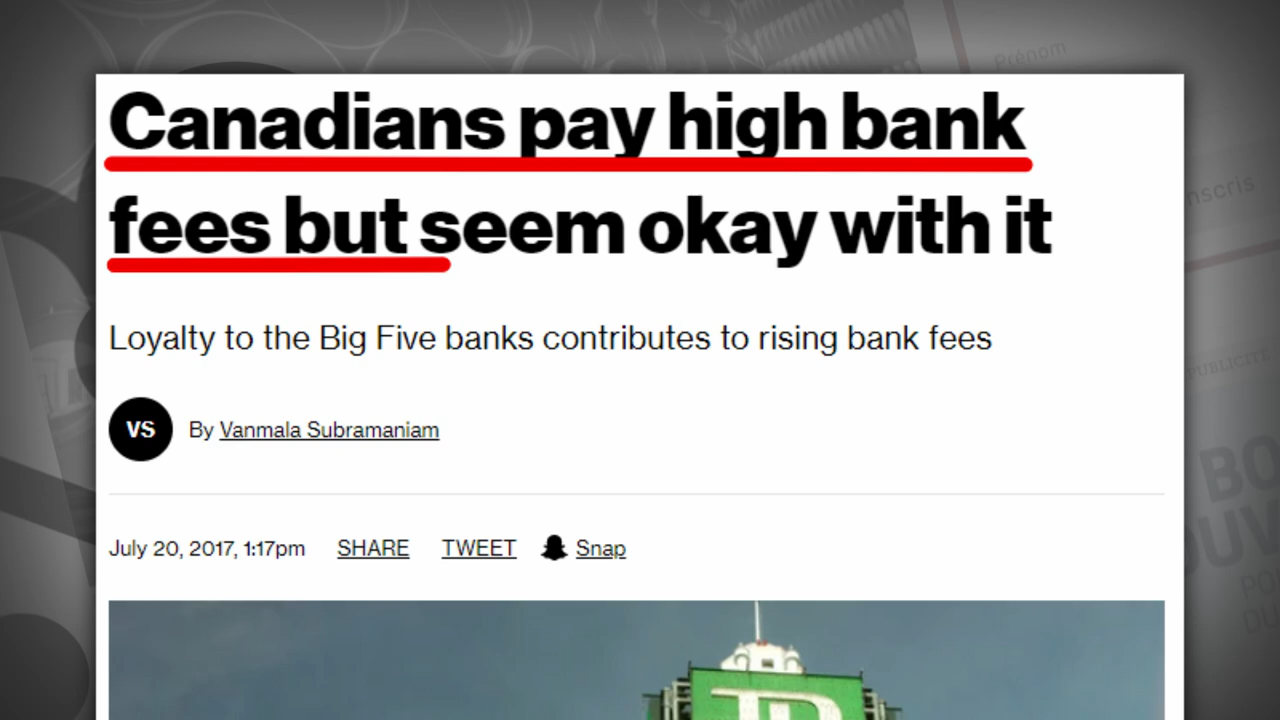 Prénom
Canadians pay high bank
fees but seem okay with it
Loyalty to the Big Five banks contributes to rising bank fees
VS By Vanmala Subramaniam
July 20, 2017, 1:17pm SHARE TWEET Snap
PUBLICITÉ